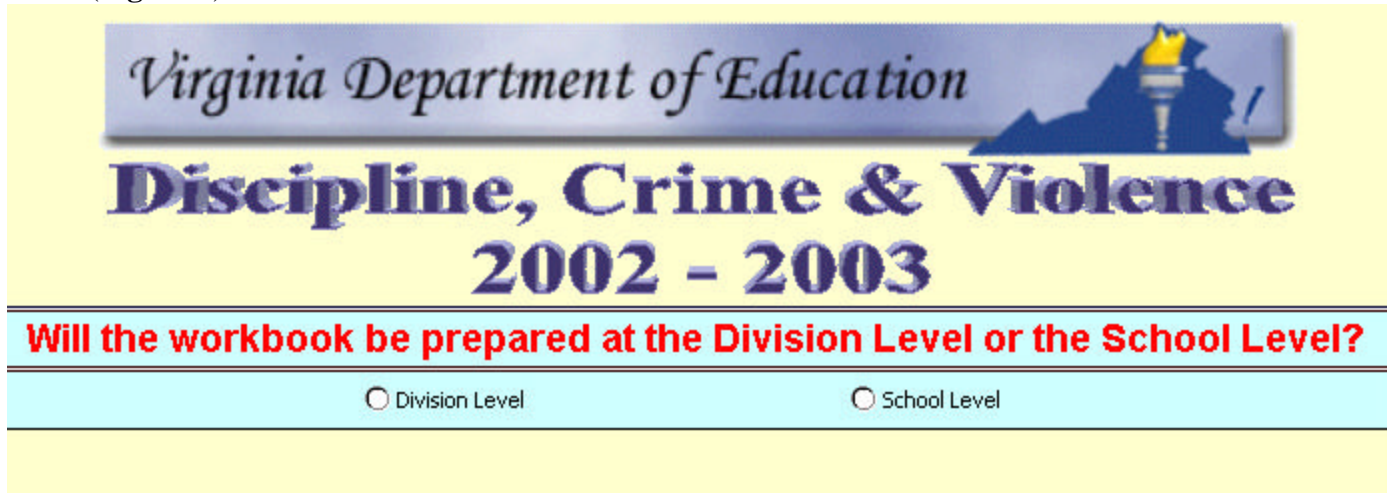 Virginia Department of Education
Discipline, Crime & Violence
2002 - 2003
Will the workbook be prepared at the Division Level or the School Level?
Division Level School Level